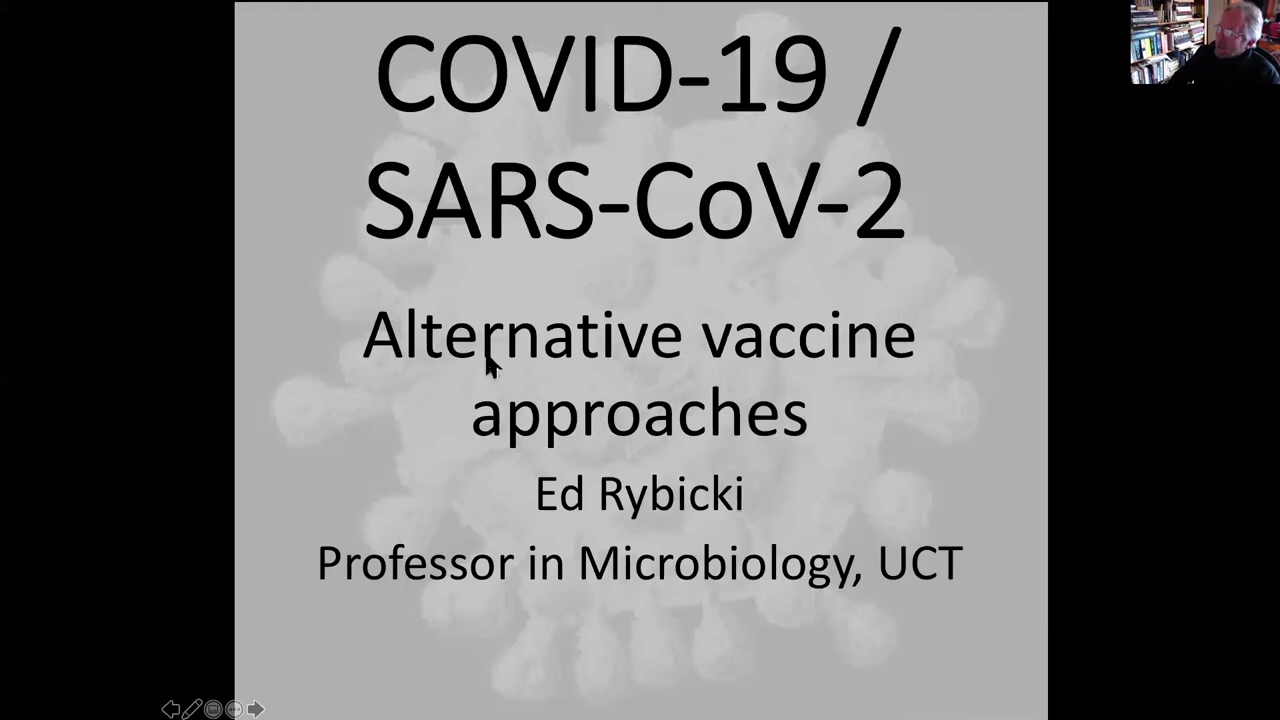 COVID-19 /
SARS-CoV-2
Alternative vaccine
approaches
Ed Rybicki
Professor in Microbiology, UCT